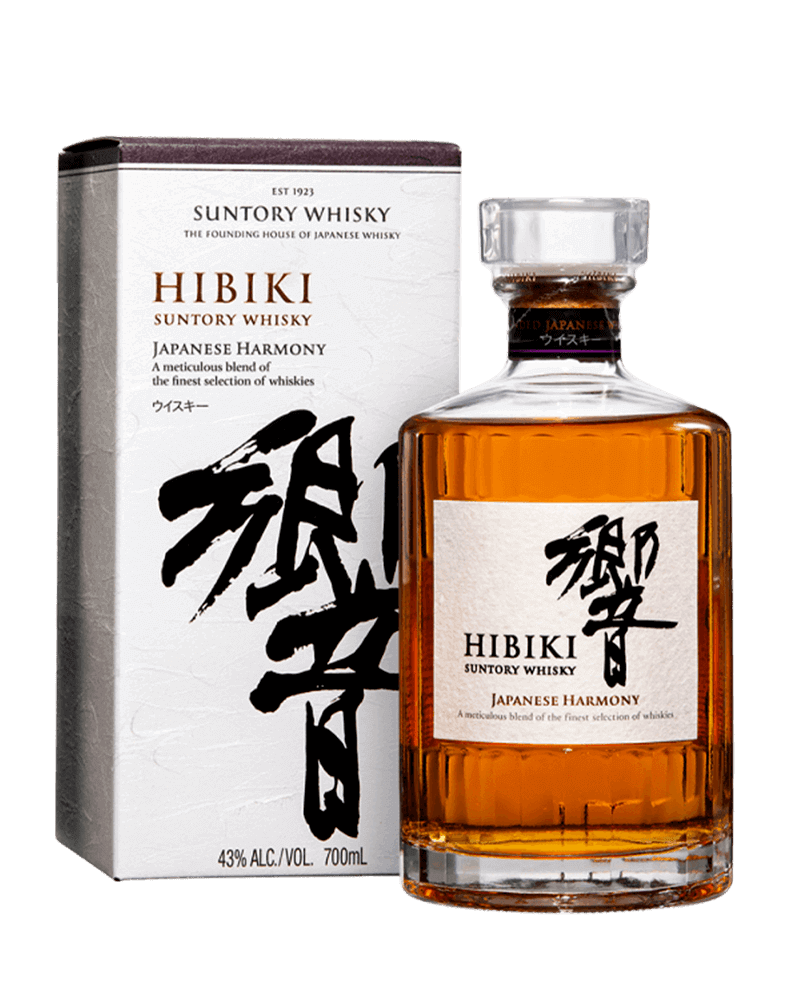 EST 1923
SUNTORY WHISKY
THE FOUNDING HOUSE OF JAPANESE WHISKY
HIBIKI
SUNTORY WHISKY
JAPANESE HARMONY
A meticulous blend of
the finest selection of whiskies
ウイスキー
響
43% ALC./VOL. 700mL
HIBIKI
JAPANESE
ウイスキー
響
HIBIKI
SUNTORY WHISKY
JAPANESE HARMONY
A meticulous blend of the finest selection of whiskies